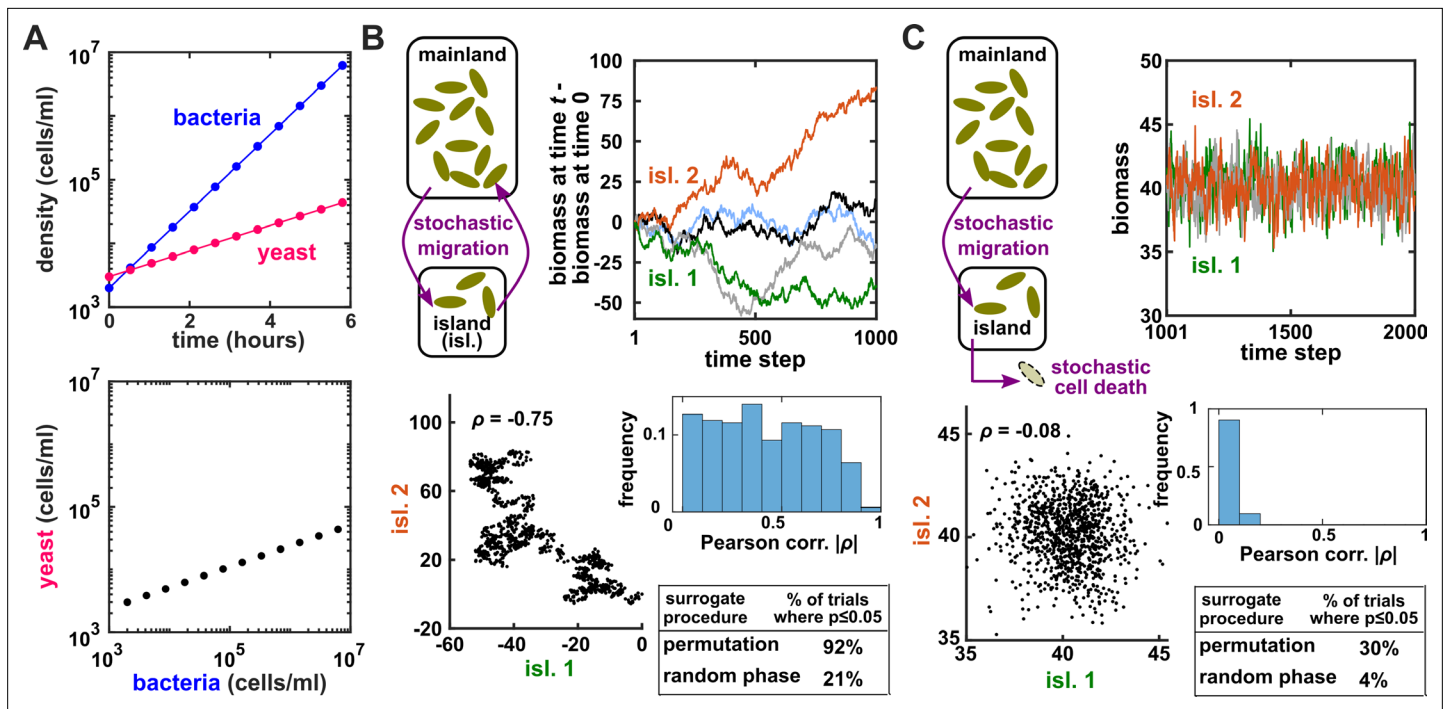 A
10^7
10^5
10^3
density (cells/ml)
bacteria
yeast
0 2 4 6
time (hours)
10^7
10^5
10^3
yeast (cells/ml)
10^3 10^5 10^7
bacteria (cells/ml)
B
mainland
stochastic
migration
island
(isl.)
biomass at time t -
biomass at time 0
100
75
50
25
0
-25
-50
isl. 2
isl. 1
1 500 1000
time step
100
60
20
-20
ρ = -0.75
isl. 2
-60 -40 -20 0
isl. 1
frequency
0.1
0
0 0.5 1
Pearson corr. |ρ|
surrogate % of trials
procedure where p≤0.05
permutation 92%
random phase 21%
C
mainland
stochastic
migration
island
stochastic
cell death
biomass
50
45
40
35
30
isl. 2
isl. 1
1001 1500 2000
time step
45
40
35
ρ = -0.08
isl. 2
35 40 45
isl. 1
frequency
1
0.5
0
0 0.5 1
Pearson corr. |ρ|
surrogate % of trials
procedure where p≤0.05
permutation 30%
random phase 4%